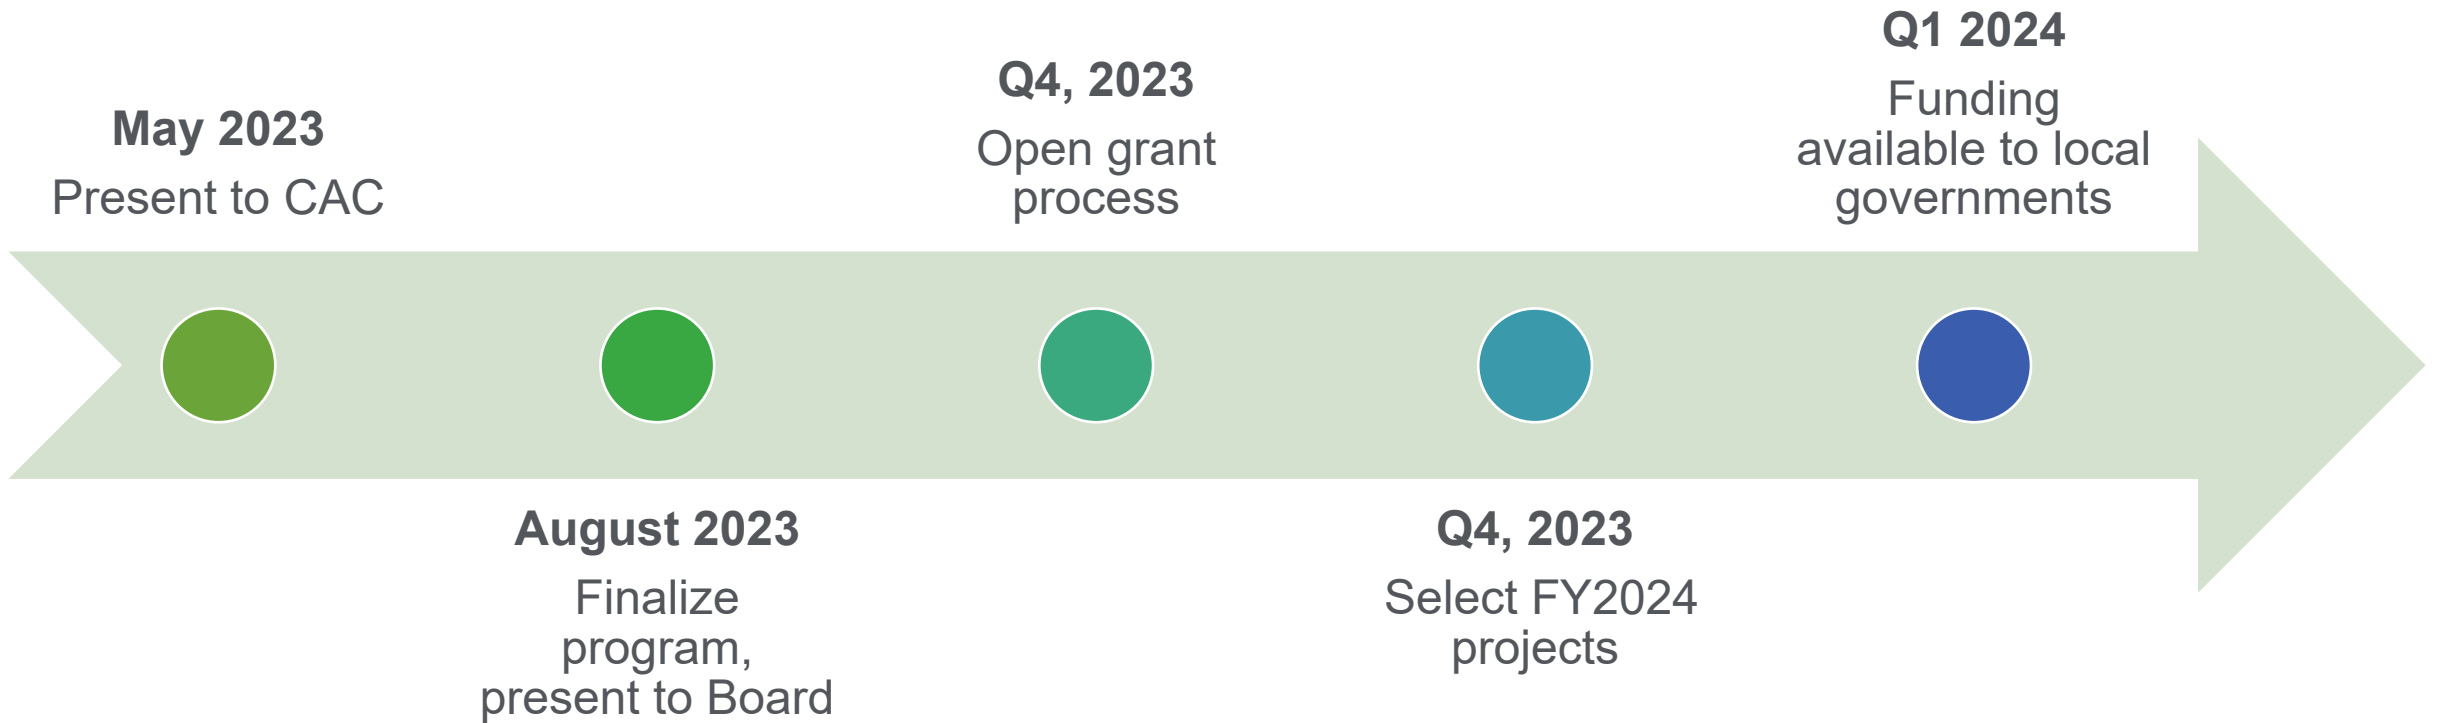 May 2023
Present to CAC
August 2023
Finalize
program,
present to Board
Q4, 2023
Open grant
process
Q4, 2023
Select FY2024
projects
Q1 2024
Funding
available to local
governments